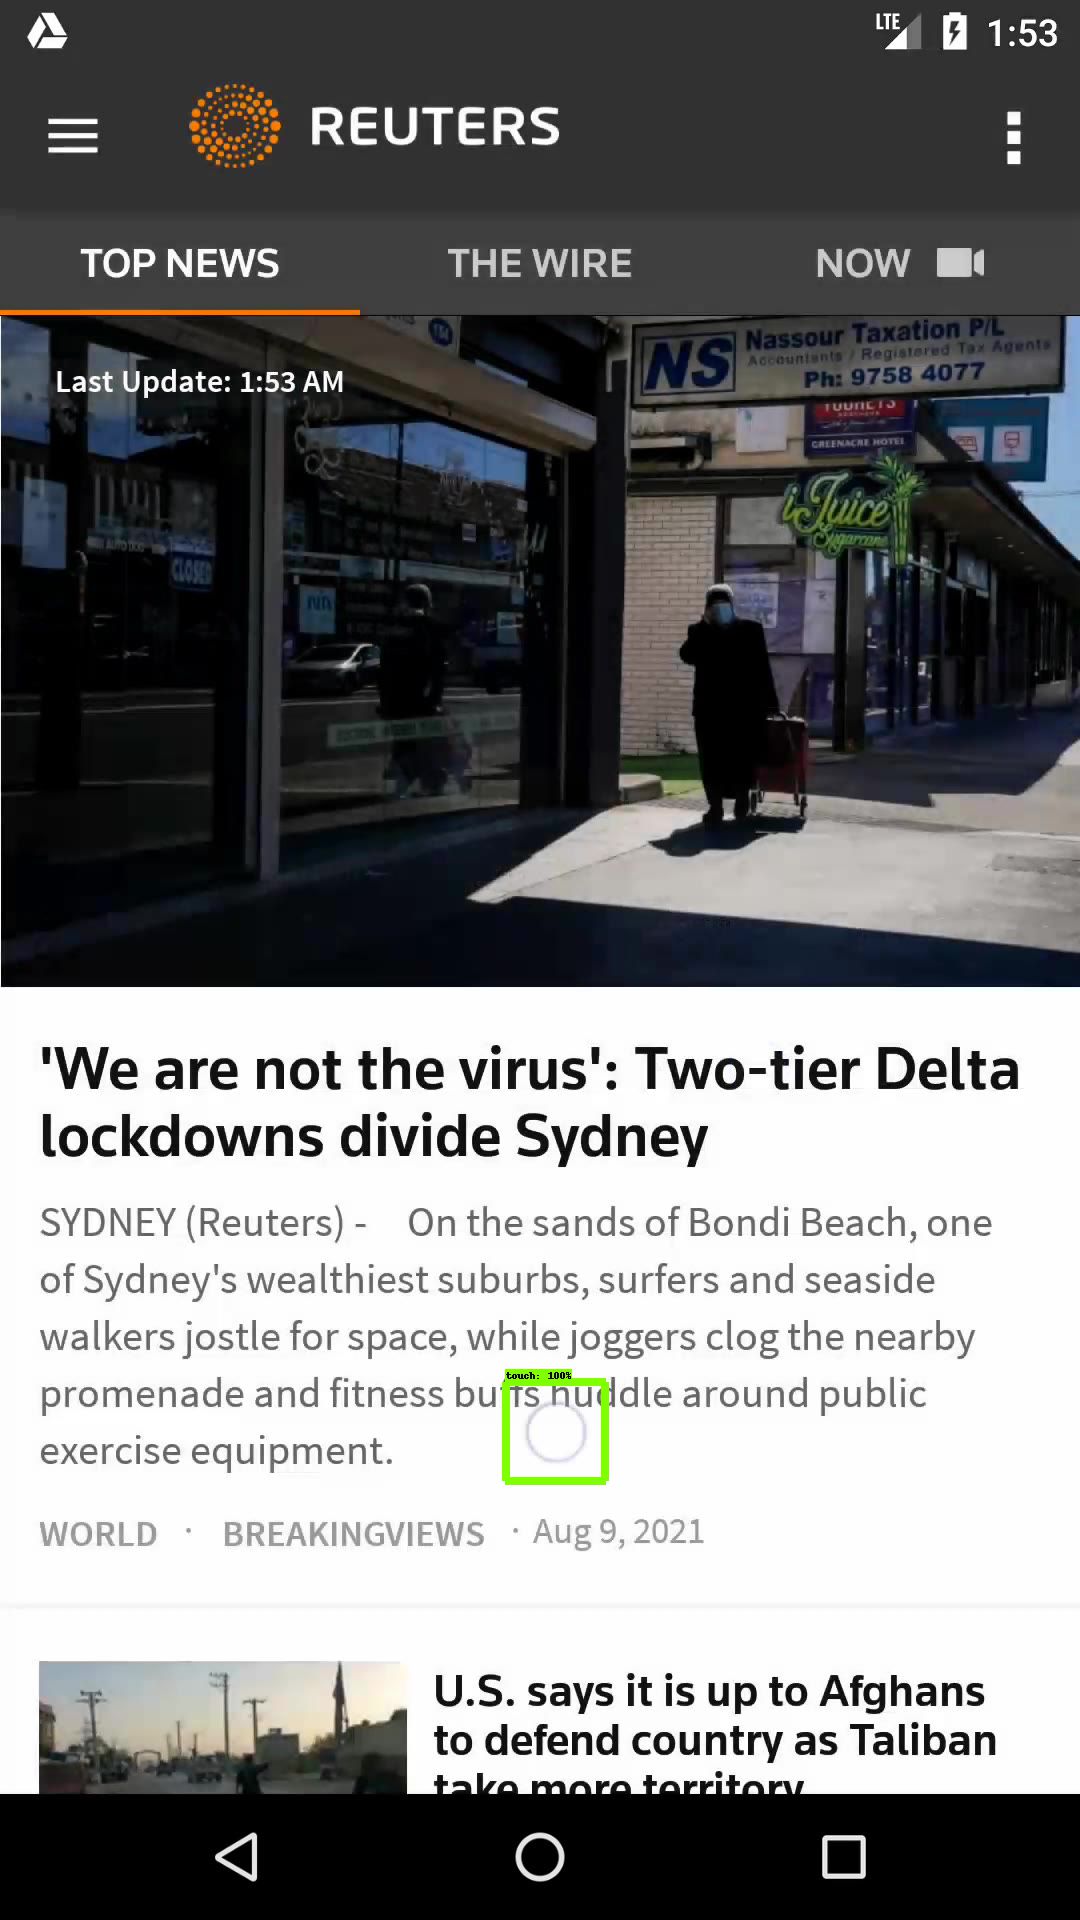 LTE 1:53
REUTERS
TOP NEWS THE WIRE NOW
Last Update: 1:53 AM
NS Nassour Taxation P/L
Accountants / Registered Tax Agents
Ph: 9758 4077
TOOHEYS
GREENACRE HOTEL
iJuice
Sugarcane
CLOSED
'We are not the virus': Two-tier Delta
lockdowns divide Sydney
SYDNEY (Reuters) - On the sands of Bondi Beach, one
of Sydney's wealthiest suburbs, surfers and seaside
walkers jostle for space, while joggers clog the nearby
touch: 100%
promenade and fitness buffs huddle around public
exercise equipment.
WORLD · BREAKINGVIEWS · Aug 9, 2021
U.S. says it is up to Afghans
to defend country as Taliban
take more territory